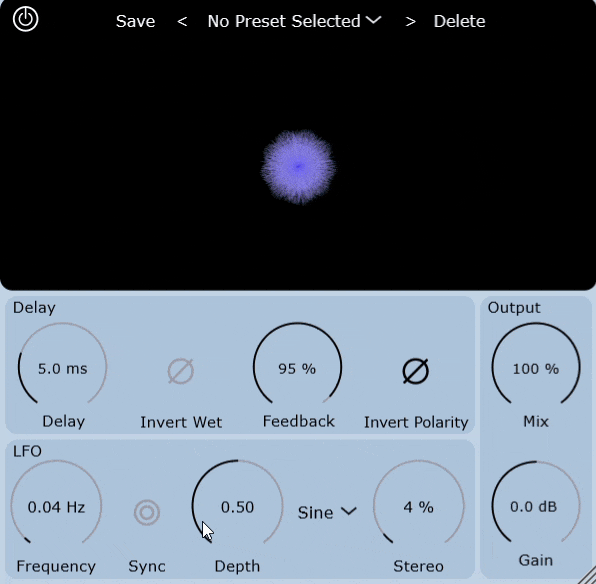 Save < No Preset Selected > Delete
Delay Output
5.0 ms 95 % 100 %
Delay Invert Wet Feedback Invert Polarity Mix
LFO
0.04 Hz 0.50 Sine 4 % 0.0 dB
Frequency Sync Depth Stereo Gain